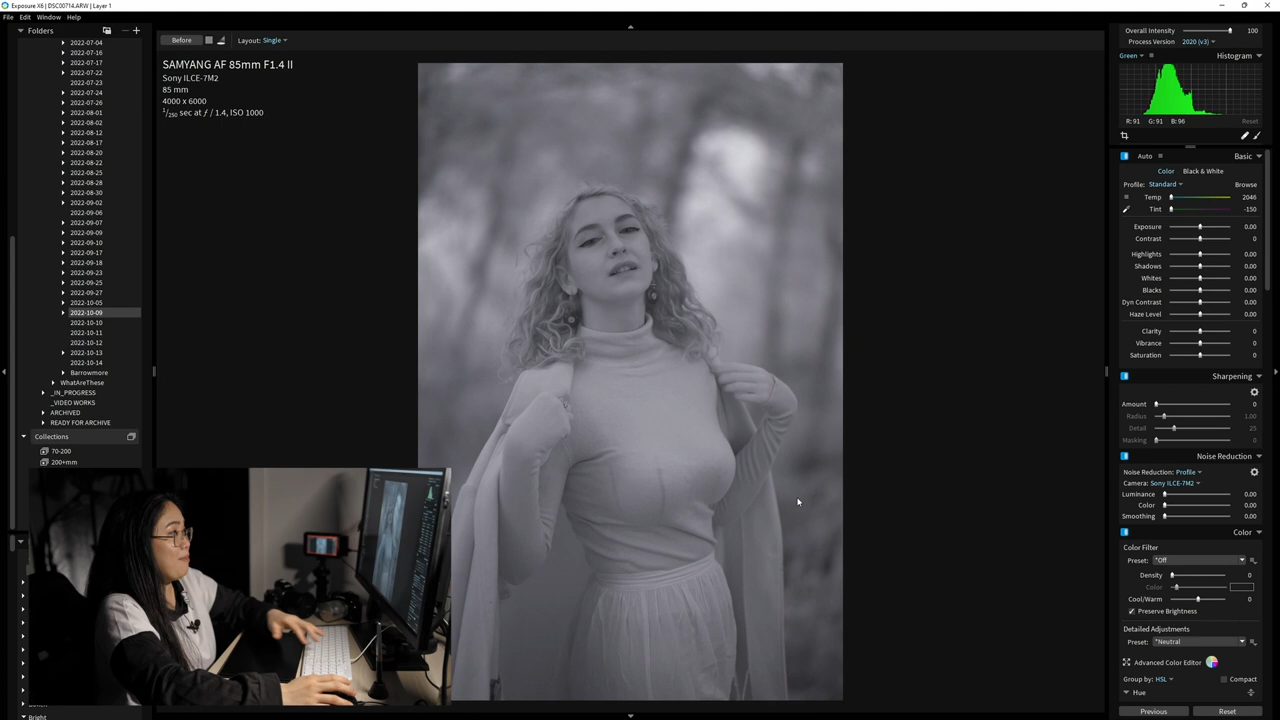 Exposure X6 | DSC00714.ARW | Layer 1
File Edit Window Help
Folders
2022-07-04
2022-07-16
2022-07-17
2022-07-22
2022-07-23
2022-07-24
2022-07-26
2022-08-01
2022-08-02
2022-08-12
2022-08-17
2022-08-20
2022-08-22
2022-08-25
2022-08-28
2022-08-30
2022-09-02
2022-09-06
2022-09-07
2022-09-09
2022-09-10
2022-09-17
2022-09-18
2022-09-23
2022-09-25
2022-09-27
2022-10-05
2022-10-09
2022-10-10
2022-10-11
2022-10-12
2022-10-13
2022-10-14
Barrowmore
WhatAreThese
_IN_PROGRESS
_VIDEO WORKS
ARCHIVED
READY FOR ARCHIVE
Collections
70-200
200+mm
Bright
Before Layout: Single
SAMYANG AF 85mm F1.4 II
Sony ILCE-7M2
85 mm
4000 x 6000
1/250 sec at ƒ / 1.4, ISO 1000
Overall Intensity 100
Process Version 2020 (v3)
Green Histogram
R: 91 G: 91 B: 96 Reset
Auto Basic
Color Black & White
Profile: Standard Browse
Temp 2046
Tint -150
Exposure 0.00
Contrast 0
Highlights 0.00
Shadows 0.00
Whites 0.00
Blacks 0.00
Dyn Contrast 0.00
Haze Level 0.00
Clarity 0
Vibrance 0
Saturation 0
Sharpening
Amount 0
Radius 1.00
Detail 25
Masking 0
Noise Reduction
Noise Reduction: Profile
Camera: Sony ILCE-7M2
Luminance 0.00
Color 0.00
Smoothing 0.00
Color
Color Filter
Preset: *Off
Density 0
Color
Cool/Warm 0
Preserve Brightness
Detailed Adjustments
Preset: *Neutral
Advanced Color Editor
Group by: HSL Compact
Hue
Previous Reset